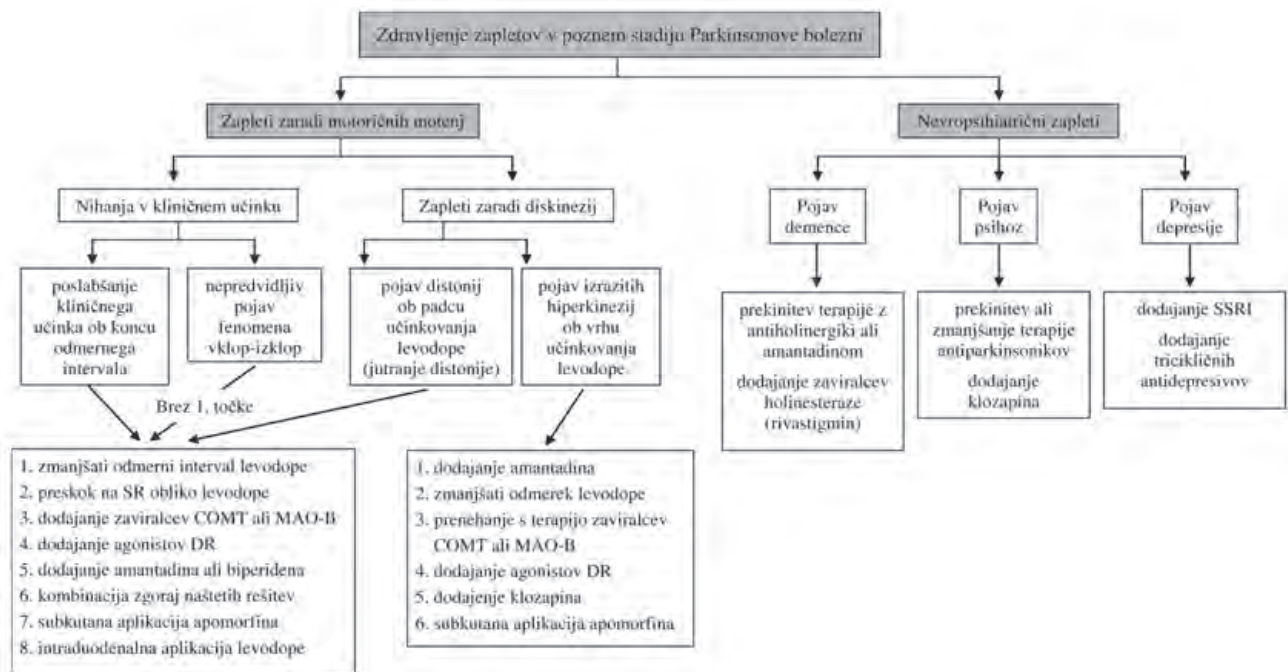 Zdravljenje zapletov v poznem stadiju Parkinsonove bolezni
Zapleti zaradi motoričnih motenj
Nevropsihiatrični zapleti
Nihanja v kliničnem učinku
Zapleti zaradi diskinezij
Pojav
demence
Pojav
psihoz
Pojav
depresije
poslabšanje
kliničnega
učinka ob koncu
odmernega
intervala
nepredvidljiv
pojav
fenomena
vklop-izklop
pojav distonij
ob padcu
učinkovanja
levodope
(jutranje distonije)
pojav izrazitih
hiperkinezij
ob vrhu
učinkovanja
levodope
prekinitev terapije z
antiholinergiki ali
amantadinom
dodajanje zaviralcev
holinesteraze
(rivastigmin)
prekinitev ali
zmanjšanje terapije
antiparkinsonikov
dodajanje
klozapina
dodajanje SSRI
dodajanje
tricikličnih
antidepresivov
Brez 1. točke
1. zmanjšati odmerni interval levodope
2. preskok na SR obliko levodope
3. dodajanje zaviralcev COMT ali MAO-B
4. dodajanje agonistov DR
5. dodajanje amantadina ali biperidena
6. kombinacija zgoraj naštetih rešitev
7. subkutana aplikacija apomorfina
8. intraduodenalna aplikacija levodope
1. dodajanje amantadina
2. zmanjšati odmerek levodope
3. prenehanje s terapijo zaviralcev
COMT ali MAO-B
4. dodajanje agonistov DR
5. dodajenje klozapina
6. subkutana aplikacija apomorfina